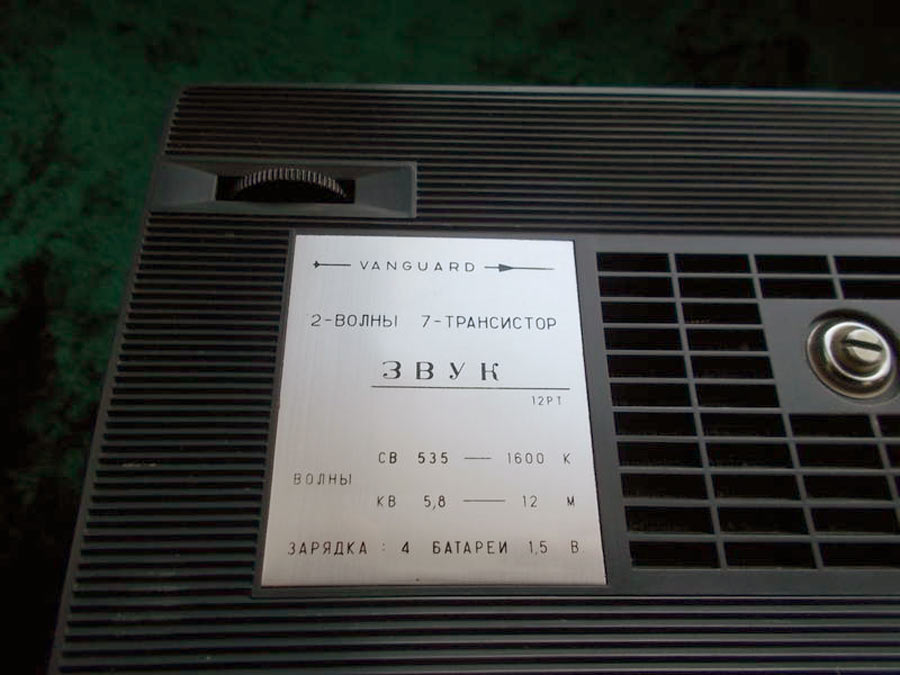 VANGUARD
2-ВОЛНЫ 7-ТРАНСИСТОР
ЗВУК
12РТ
СВ 535 — 1600 К
ВОЛНЫ
КВ 5,8 — 12 М
ЗАРЯДКА : 4 БАТАРЕИ 1,5 В